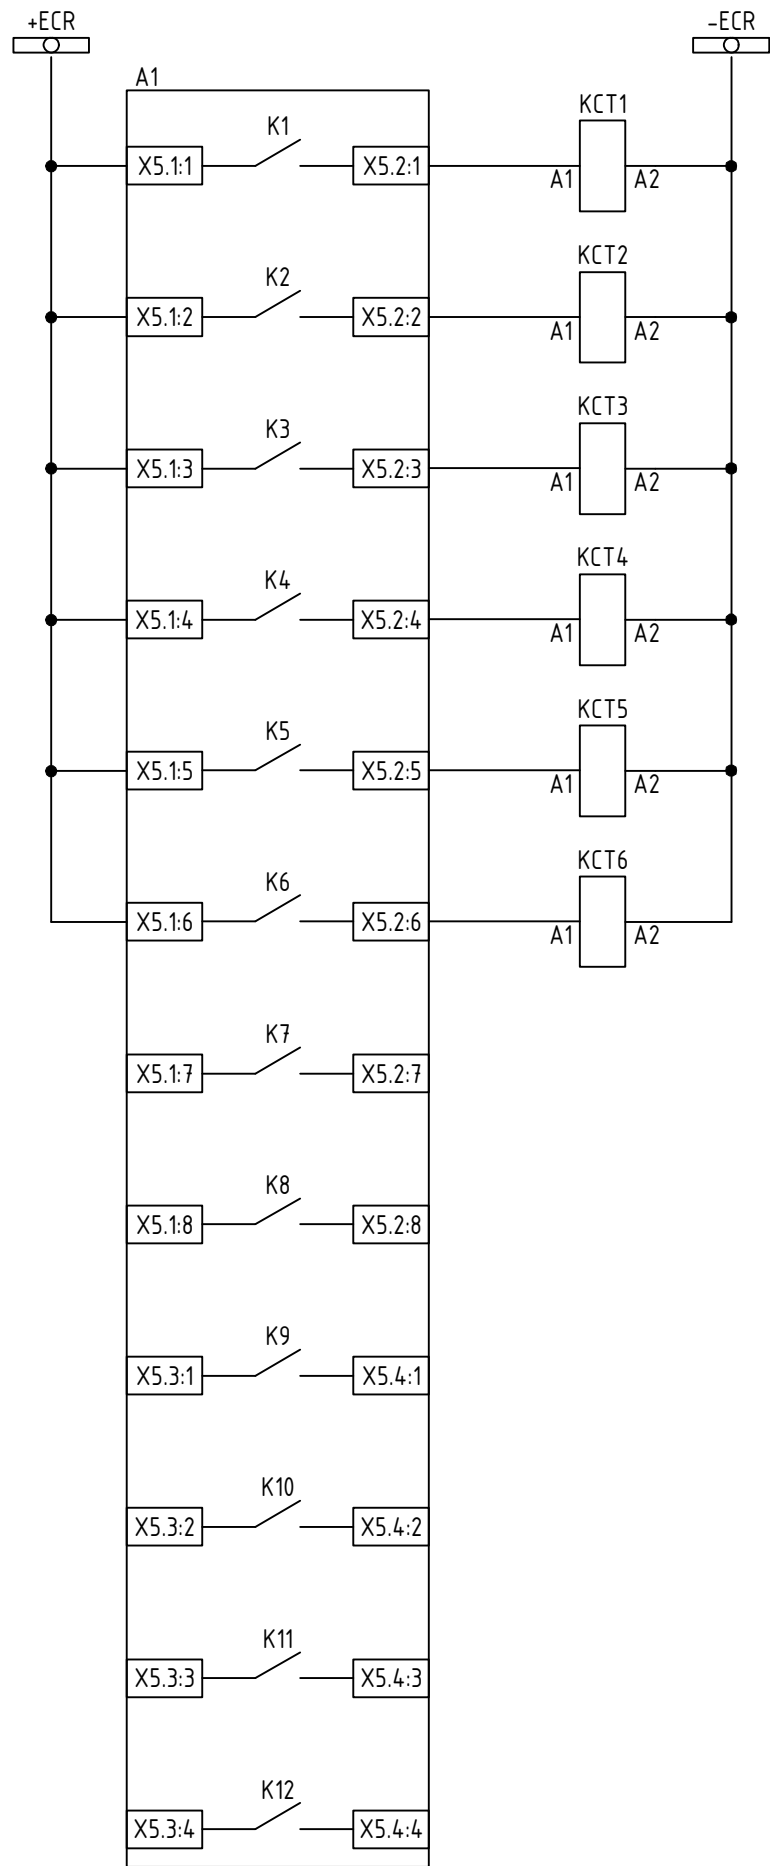 +ECR
-ECR
A1
K1
KCT1
X5.1:1
X5.2:1
A1
A2
K2
KCT2
X5.1:2
X5.2:2
A1
A2
K3
KCT3
X5.1:3
X5.2:3
A1
A2
K4
KCT4
X5.1:4
X5.2:4
A1
A2
K5
KCT5
X5.1:5
X5.2:5
A1
A2
K6
KCT6
X5.1:6
X5.2:6
A1
A2
K7
X5.1:7
X5.2:7
K8
X5.1:8
X5.2:8
K9
X5.3:1
X5.4:1
K10
X5.3:2
X5.4:2
K11
X5.3:3
X5.4:3
K12
X5.3:4
X5.4:4